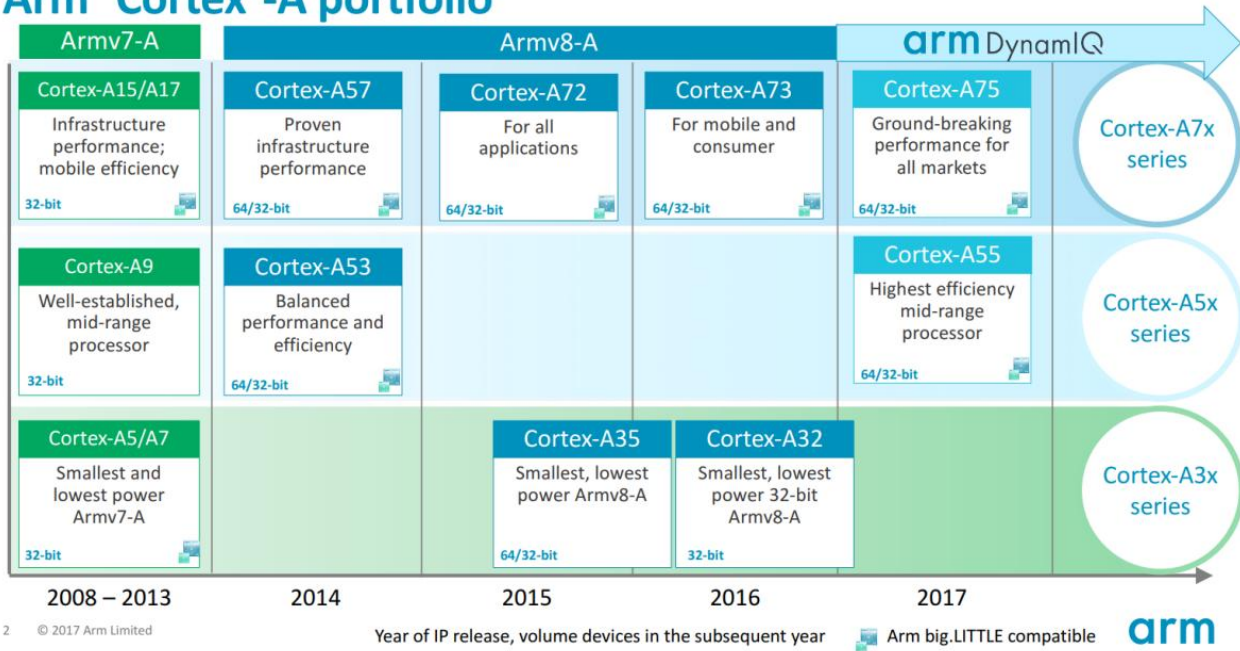 Arm Cortex -A portfolio
Armv7-A
Armv8-A
arm DynamIQ
Cortex-A15/A17
Infrastructure
performance;
mobile efficiency
32-bit
Cortex-A57
Proven
infrastructure
performance
64/32-bit
Cortex-A72
For all
applications
64/32-bit
Cortex-A73
For mobile and
consumer
64/32-bit
Cortex-A75
Ground-breaking
performance for
all markets
64/32-bit
Cortex-A7x
series
Cortex-A9
Well-established,
mid-range
processor
32-bit
Cortex-A53
Balanced
performance and
efficiency
64/32-bit
Cortex-A55
Highest efficiency
mid-range
processor
64/32-bit
Cortex-A5x
series
Cortex-A5/A7
Smallest and
lowest power
Armv7-A
32-bit
Cortex-A35
Smallest, lowest
power Armv8-A
64/32-bit
Cortex-A32
Smallest, lowest
power 32-bit
Armv8-A
32-bit
Cortex-A3x
series
2008 – 2013
2014
2015
2016
2017
2 © 2017 Arm Limited
Year of IP release, volume devices in the subsequent year
Arm big.LITTLE compatible
arm